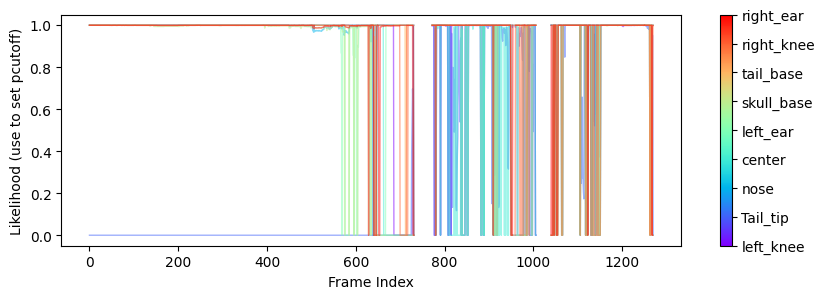 1.0
0.8
0.6
0.4
0.2
0.0
Likelihood (use to set pcutoff)
0
200
400
600
800
1000
1200
Frame Index
right_ear
right_knee
tail_base
skull_base
left_ear
center
nose
Tail_tip
left_knee